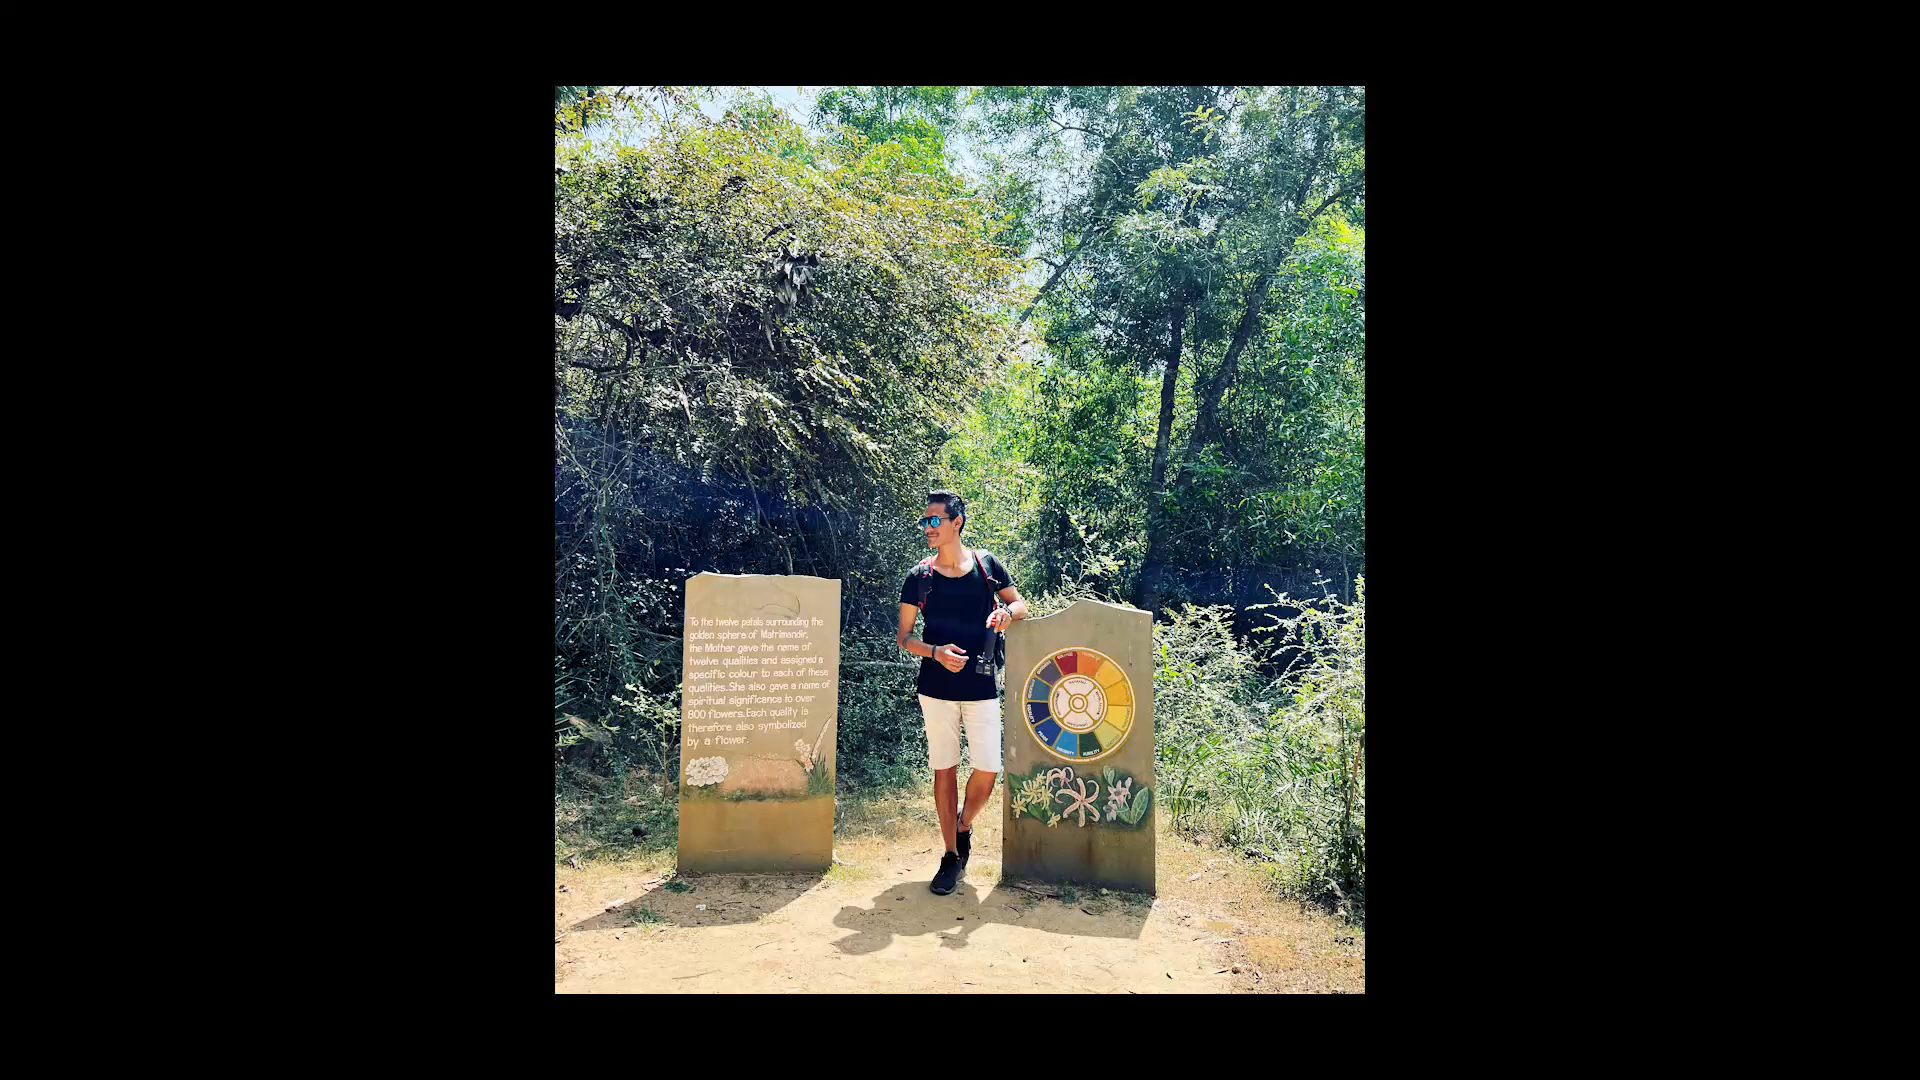 To the twelve petals surrounding the
golden sphere of Matrimandir,
the Mother gave the name of
twelve qualities and assigned a
specific colour to each of these
qualities. She also gave a name of
spiritual significance to over
800 flowers. Each quality is
therefore also symbolized
by a flower.
PEACE
HUMILITY